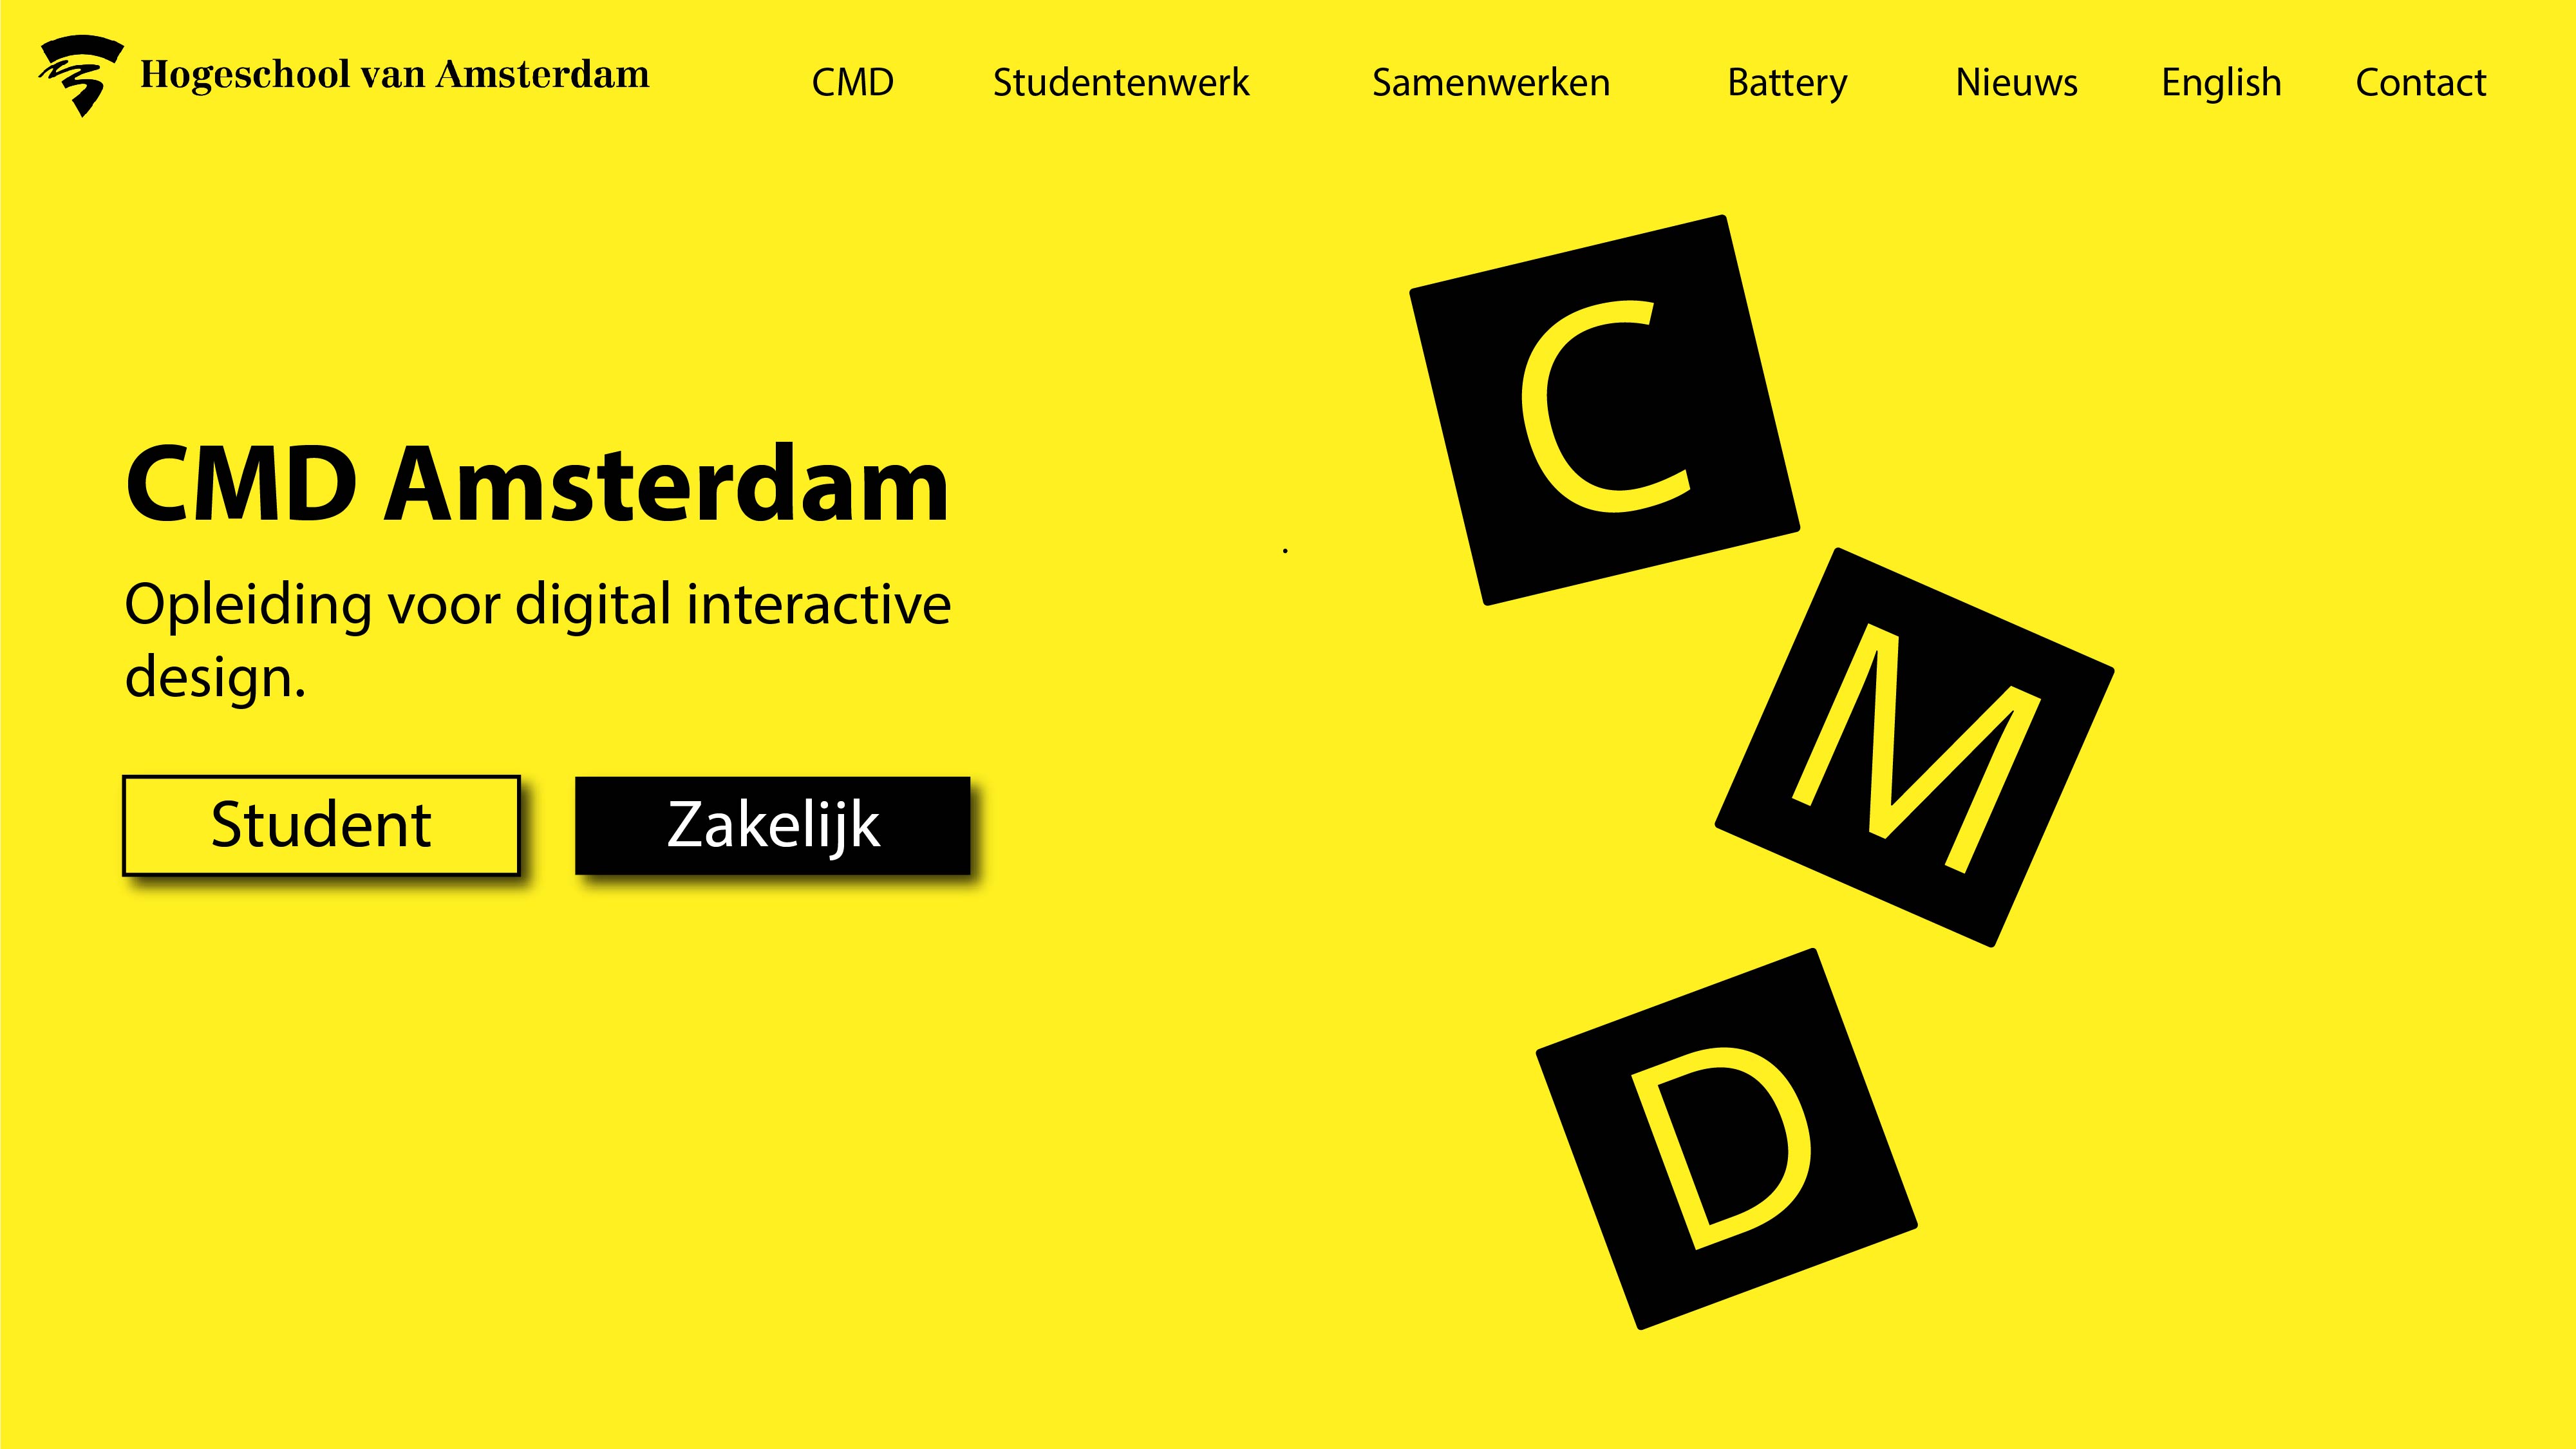 Hogeschool van Amsterdam
CMD Studentenwerk Samenwerken Battery Nieuws English Contact
CMD Amsterdam
Opleiding voor digital interactive
design.
Student
Zakelijk
C
M
D